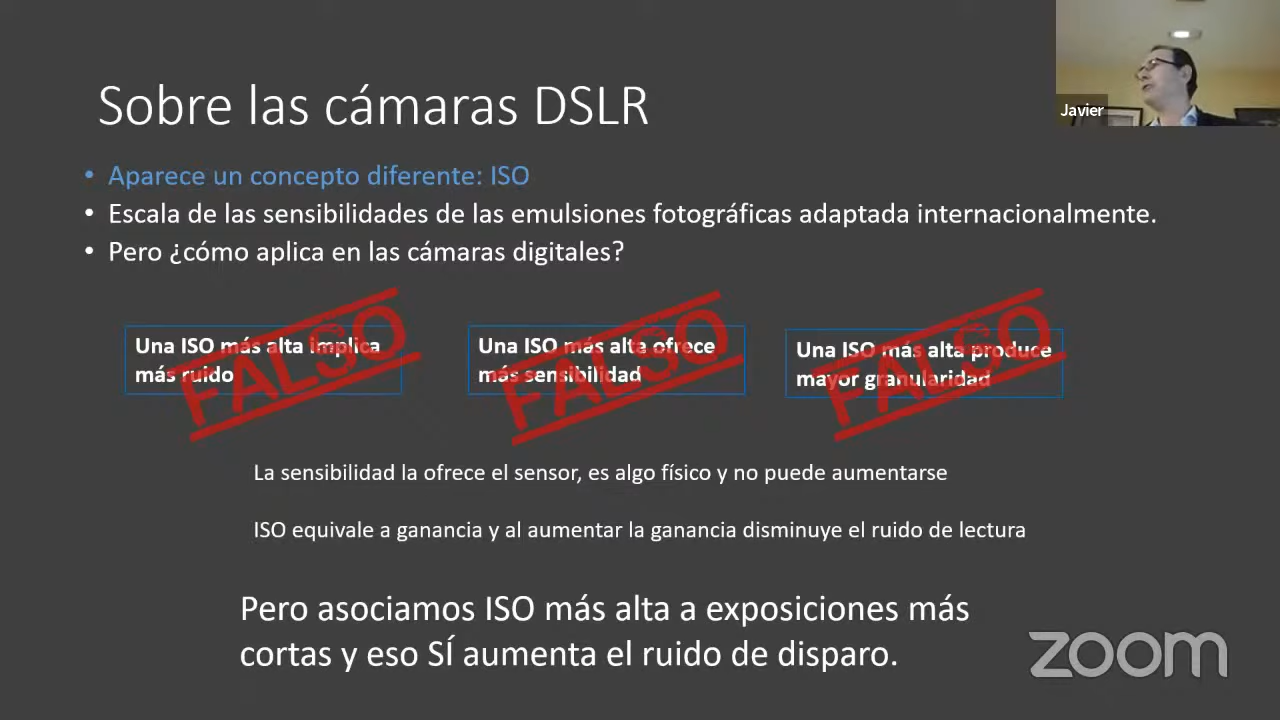 Sobre las cámaras DSLR
Javier
• Aparece un concepto diferente: ISO
• Escala de las sensibilidades de las emulsiones fotográficas adaptada internacionalmente.
• Pero ¿cómo aplica en las cámaras digitales?
Una ISO más alta implica
más ruido
FALSO
Una ISO más alta ofrece
más sensibilidad
FALSO
Una ISO más alta produce
mayor granularidad
FALSO
La sensibilidad la ofrece el sensor, es algo físico y no puede aumentarse
ISO equivale a ganancia y al aumentar la ganancia disminuye el ruido de lectura
Pero asociamos ISO más alta a exposiciones más
cortas y eso SÍ aumenta el ruido de disparo.
zoom